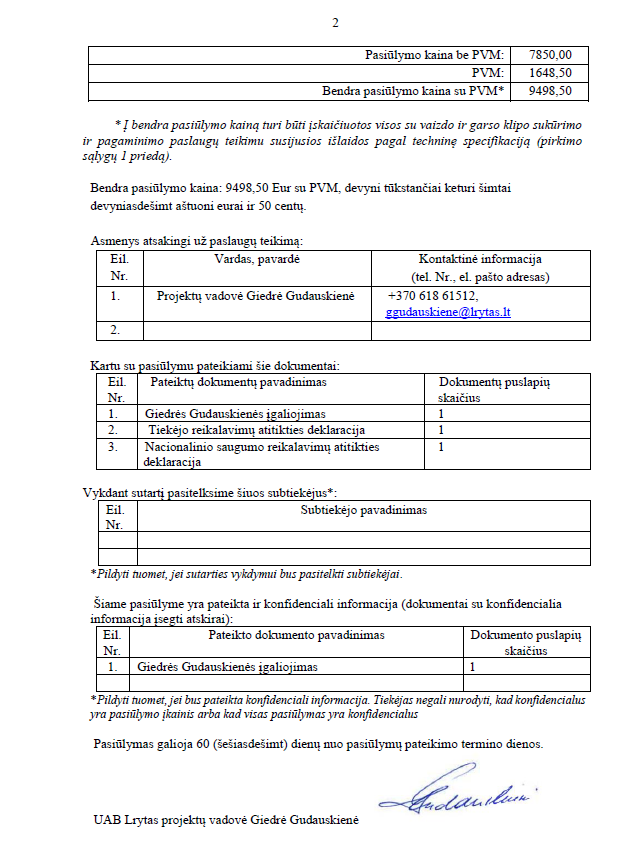 2
Pasiūlymo kaina be PVM: 7850,00
PVM: 1648,50
Bendra pasiūlymo kaina su PVM* 9498,50
* Į bendra pasiūlymo kainą turi būti įskaičiuotos visos su vaizdo ir garso klipo sukūrimo
ir pagaminimo paslaugų teikimu susijusios išlaidos pagal techninę specifikaciją (pirkimo
sąlygų 1 priedą).
Bendra pasiūlymo kaina: 9498,50 Eur su PVM, devyni tūkstančiai keturi šimtai
devyniasdešimt aštuoni eurai ir 50 centų.
Asmenys atsakingi už paslaugų teikimą:
Eil. Nr. Vardas, pavardė Kontaktinė informacija
(tel. Nr., el. pašto adresas)
1. Projektų vadovė Giedrė Gudauskienė +370 618 61512,
ggudauskiene@lrytas.lt
2.
Kartu su pasiūlymu pateikiami šie dokumentai:
Eil. Nr. Pateiktų dokumentų pavadinimas Dokumentų puslapių
skaičius
1. Giedrės Gudauskienės įgaliojimas 1
2. Tiekėjo reikalavimų atitikties deklaracija 1
3. Nacionalinio saugumo reikalavimų atitikties 1
deklaracija
Vykdant sutartį pasitelksime šiuos subtiekėjus*:
Eil. Nr. Subtiekėjo pavadinimas
*Pildyti tuomet, jei sutarties vykdymui bus pasitelkti subtiekėjai.
Šiame pasiūlyme yra pateikta ir konfidenciali informacija (dokumentai su konfidencialia
informacija įsegti atskirai):
Eil. Nr. Pateikto dokumento pavadinimas Dokumento puslapių
skaičius
1. Giedrės Gudauskienės įgaliojimas 1
*Pildyti tuomet, jei bus pateikta konfidenciali informacija. Tiekėjas negali nurodyti, kad konfidencialus
yra pasiūlymo įkainis arba kad visas pasiūlymas yra konfidencialus
Pasiūlymas galioja 60 (šešiasdešimt) dienų nuo pasiūlymų pateikimo termino dienos.
UAB Lrytas projektų vadovė Giedrė Gudauskienė